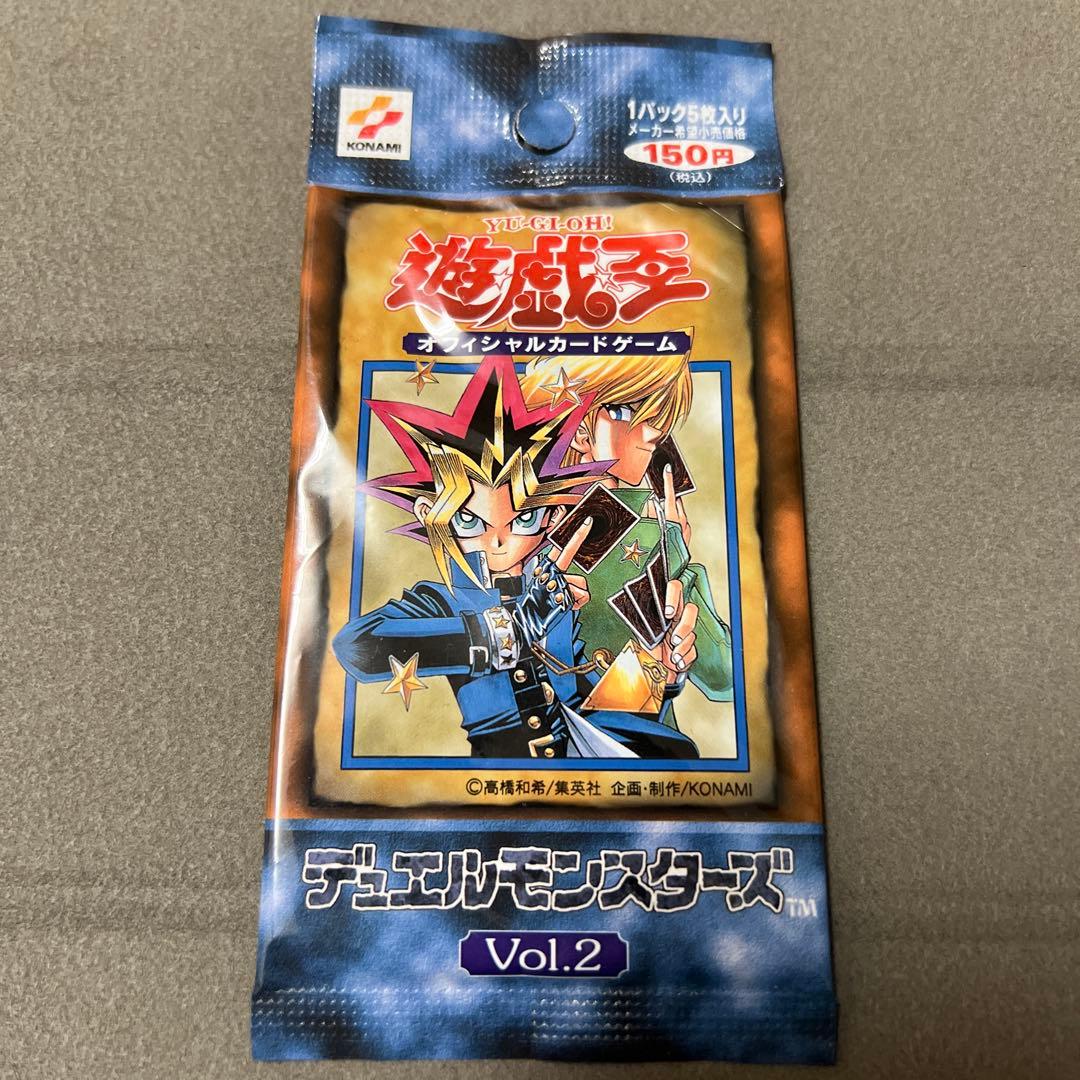 KONAMI
1パック5枚入り
メーカー希望小売価格
150円
(税込)
YU-GI-OH!
遊戯王
オフィシャルカードゲーム
©高橋和希/集英社 企画・制作/KONAMI
デュエルモンスターズ™
Vol.2